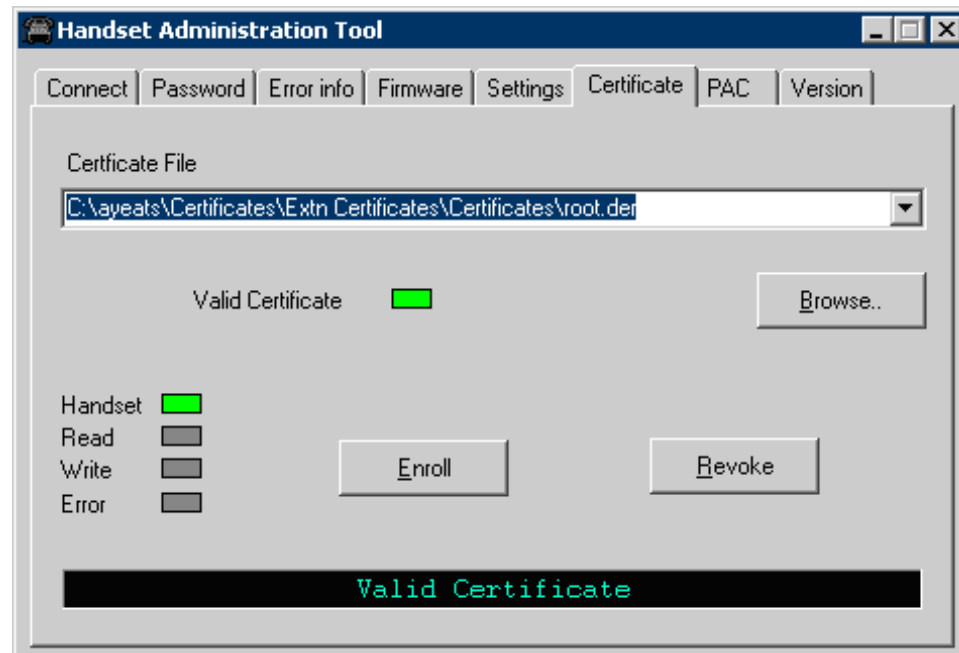 Handset Administration Tool
Connect Password Error info Firmware Settings Certificate PAC Version
Certficate File
C:\ayeats\Certificates\Extn Certificates\Certificates\root.der
Valid Certificate
Browse..
Handset
Read
Write
Error
Enroll
Revoke
Valid Certificate